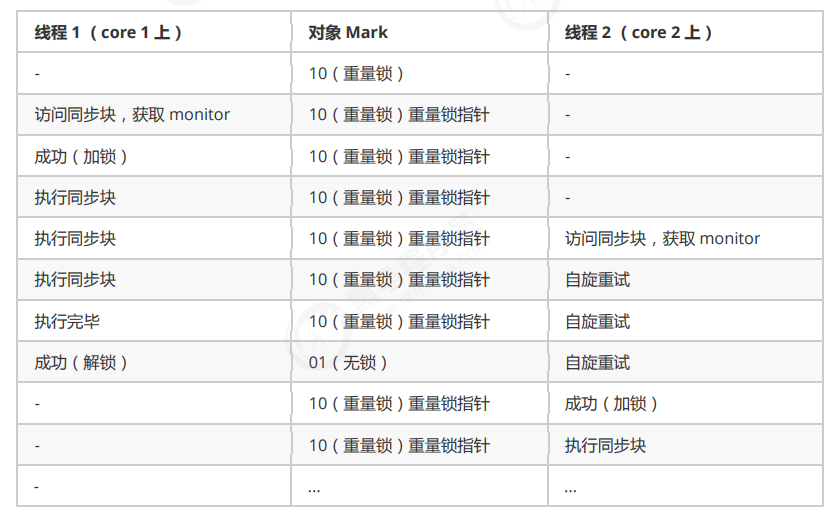 线程 1 （ core 1 上 ） 对象 Mark 线程 2 （ core 2 上 ）
- 10（ 重量锁 ） -
访问同步块，获取 monitor 10（ 重量锁 ）重量锁指针 -
成功（ 加锁 ） 10（ 重量锁 ）重量锁指针 -
执行同步块 10（ 重量锁 ）重量锁指针 -
执行同步块 10（ 重量锁 ）重量锁指针 访问同步块，获取 monitor
执行同步块 10（ 重量锁 ）重量锁指针 自旋重试
执行完毕 10（ 重量锁 ）重量锁指针 自旋重试
成功（ 解锁 ） 01（ 无锁 ） 自旋重试
- 10（ 重量锁 ）重量锁指针 成功（ 加锁 ）
- 10（ 重量锁 ）重量锁指针 执行同步块
- ... ...